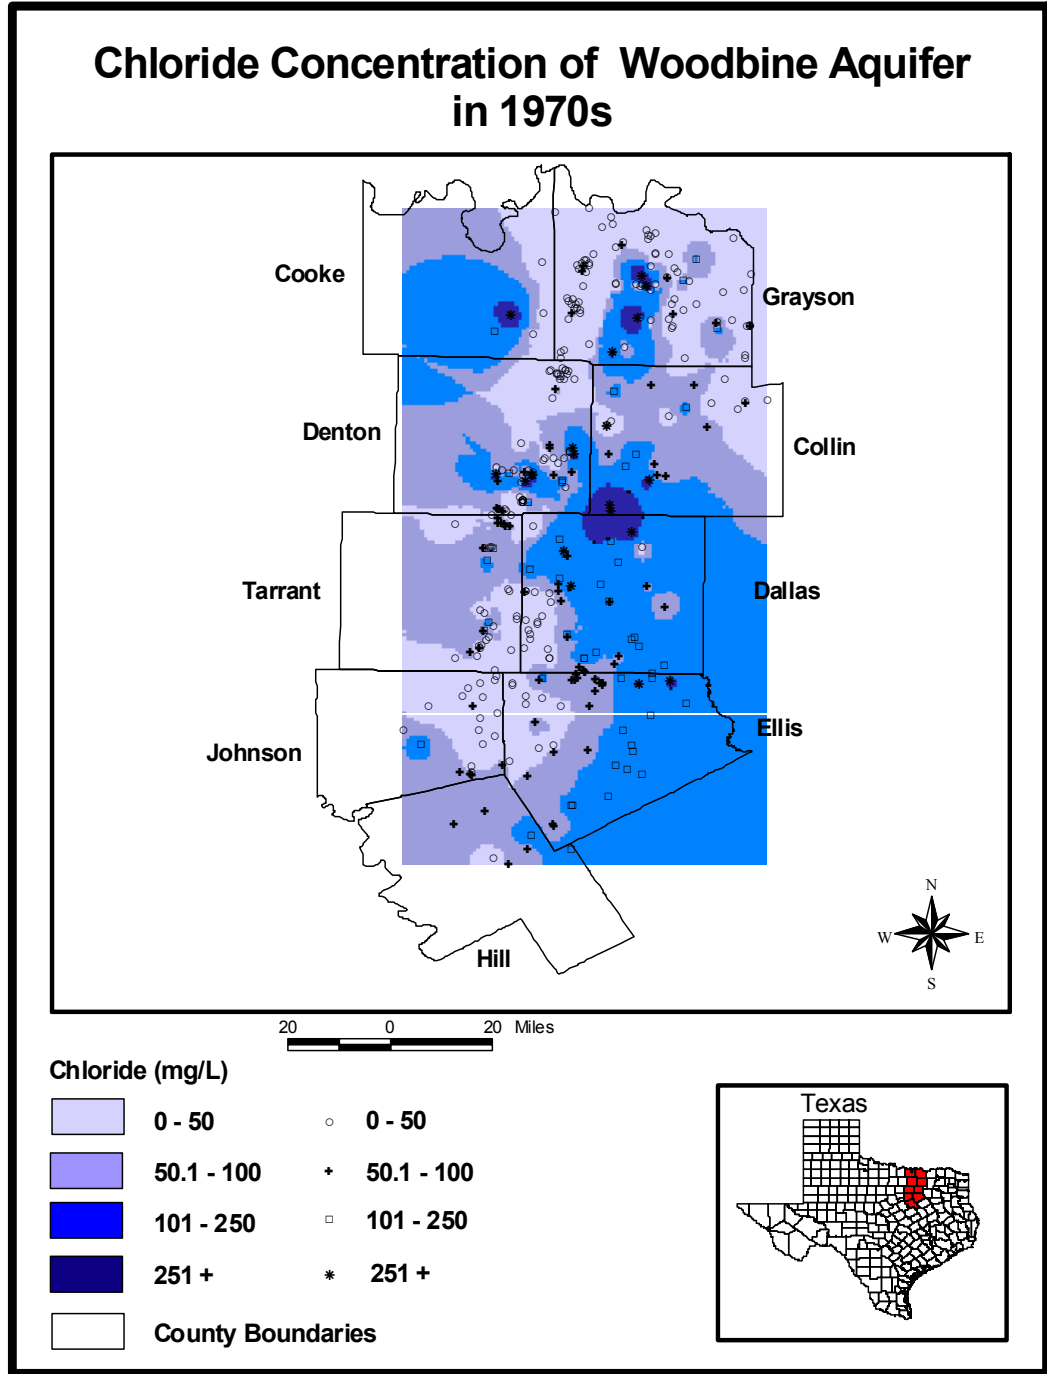 Chloride Concentration of  Woodbine Aquifer
in 1970s
Cooke
Grayson
Denton
Collin
Tarrant
Dallas
Ellis
Johnson
Hill
N
W E
S
20 0 20 Miles
Chloride (mg/L)
0 - 50 0 - 50
50.1 - 100 50.1 - 100
101 - 250 101 - 250
251 + 251 +
County Boundaries
Texas